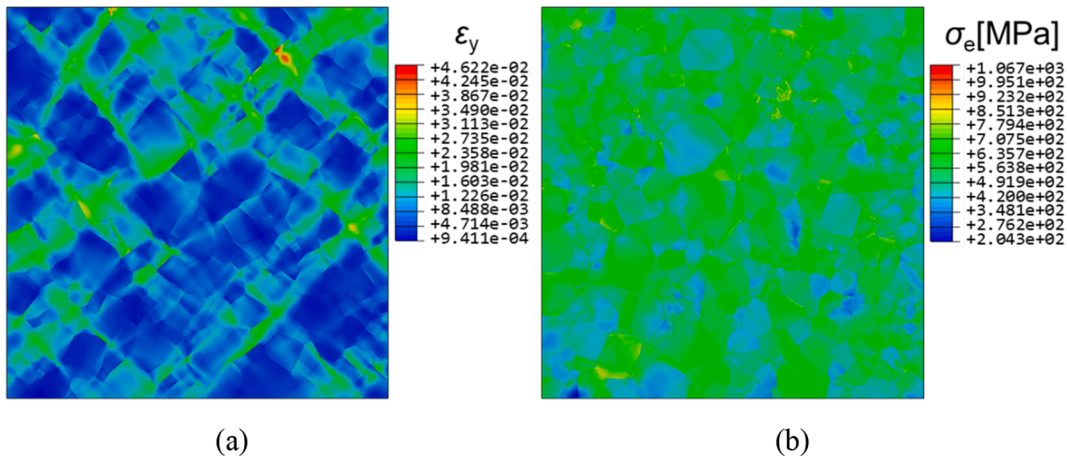 εy
+4.622e-02
+4.245e-02
+3.867e-02
+3.490e-02
+3.113e-02
+2.735e-02
+2.358e-02
+1.981e-02
+1.603e-02
+1.226e-02
+8.488e-03
+4.714e-03
+9.411e-04
(a)
σe[MPa]
+1.067e+03
+9.951e+02
+9.232e+02
+8.513e+02
+7.794e+02
+7.075e+02
+6.357e+02
+5.638e+02
+4.919e+02
+4.200e+02
+3.481e+02
+2.762e+02
+2.043e+02
(b)